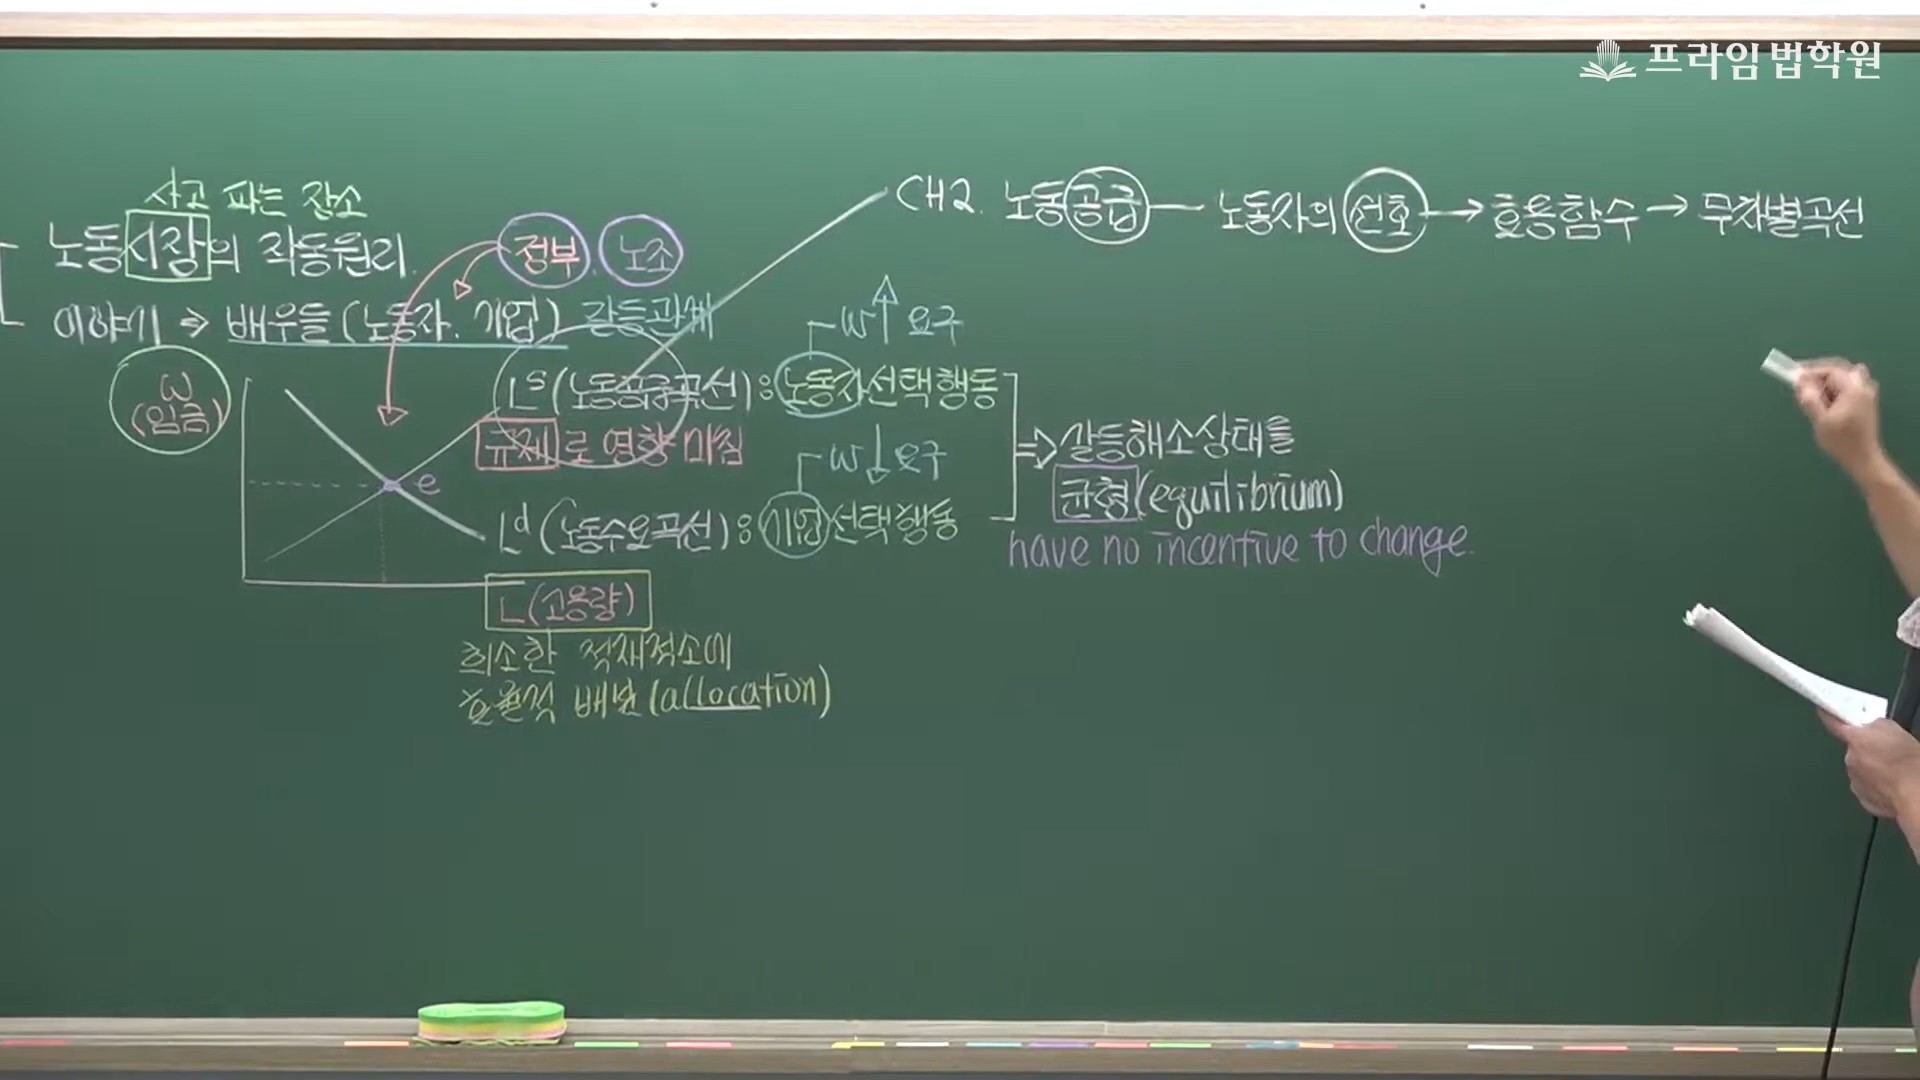 프라임법학원
사고 파는 장소
노동시장의 작동원리.
정부. 노조
이야기 ⇒ 배우들 (노동자. 기업) 갈등관계
W
(임금)
Lˢ (노동공급곡선) : 노동자선택행동
W↑ 요구
규제로 영향 미침
W↓ 요구
e
Lᵈ (노동수요곡선) : 기업선택행동
L(고용량)
희소한 적재적소에
효율적 배분 (allocation)
⇒ 갈등해소상태를
균형(equilibrium)
have no incentive to change.
CH2. 노동공급 — 노동자의 선호 → 효용함수 → 무차별곡선